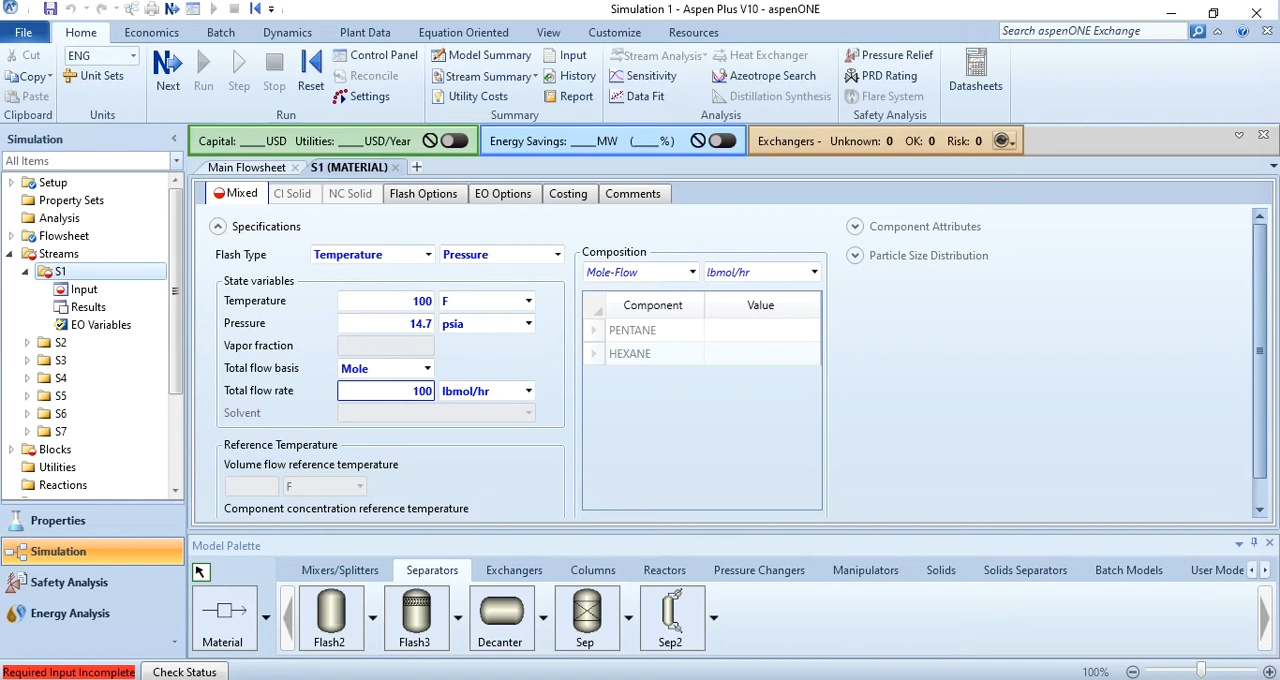 Simulation 1 - Aspen Plus V10 - aspenONE
File Home Economics Batch Dynamics Plant Data Equation Oriented View Customize Resources Search aspenONE Exchange
Cut ENG Control Panel Model Summary Input Stream Analysis Heat Exchanger Pressure Relief
Copy Unit Sets Reconcile Stream Summary History Sensitivity Azeotrope Search PRD Rating
Paste Next Run Step Stop Reset Settings Utility Costs Report Data Fit Distillation Synthesis Flare System Datasheets
Clipboard Units Run Summary Analysis Safety Analysis
Simulation Capital: ____USD Utilities: ____USD/Year Energy Savings: ____MW (____%) Exchangers - Unknown: 0 OK: 0 Risk: 0
All Items Main Flowsheet S1 (MATERIAL)
Setup
Property Sets
Analysis
Flowsheet
Streams
S1
Input
Results
EO Variables
S2
S3
S4
S5
S6
S7
Blocks
Utilities
Reactions
Properties
Simulation
Safety Analysis
Energy Analysis
Mixed CI Solid NC Solid Flash Options EO Options Costing Comments
Specifications
Flash Type Temperature Pressure
State variables
Temperature 100 F
Pressure 14.7 psia
Vapor fraction
Total flow basis Mole
Total flow rate 100 lbmol/hr
Solvent
Reference Temperature
Volume flow reference temperature
F
Component concentration reference temperature
Composition
Mole-Flow lbmol/hr
Component Value
PENTANE
HEXANE
Component Attributes
Particle Size Distribution
Model Palette
Mixers/Splitters Separators Exchangers Columns Reactors Pressure Changers Manipulators Solids Solids Separators Batch Models User Mode
Material Flash2 Flash3 Decanter Sep Sep2
Required Input Incomplete Check Status 100%